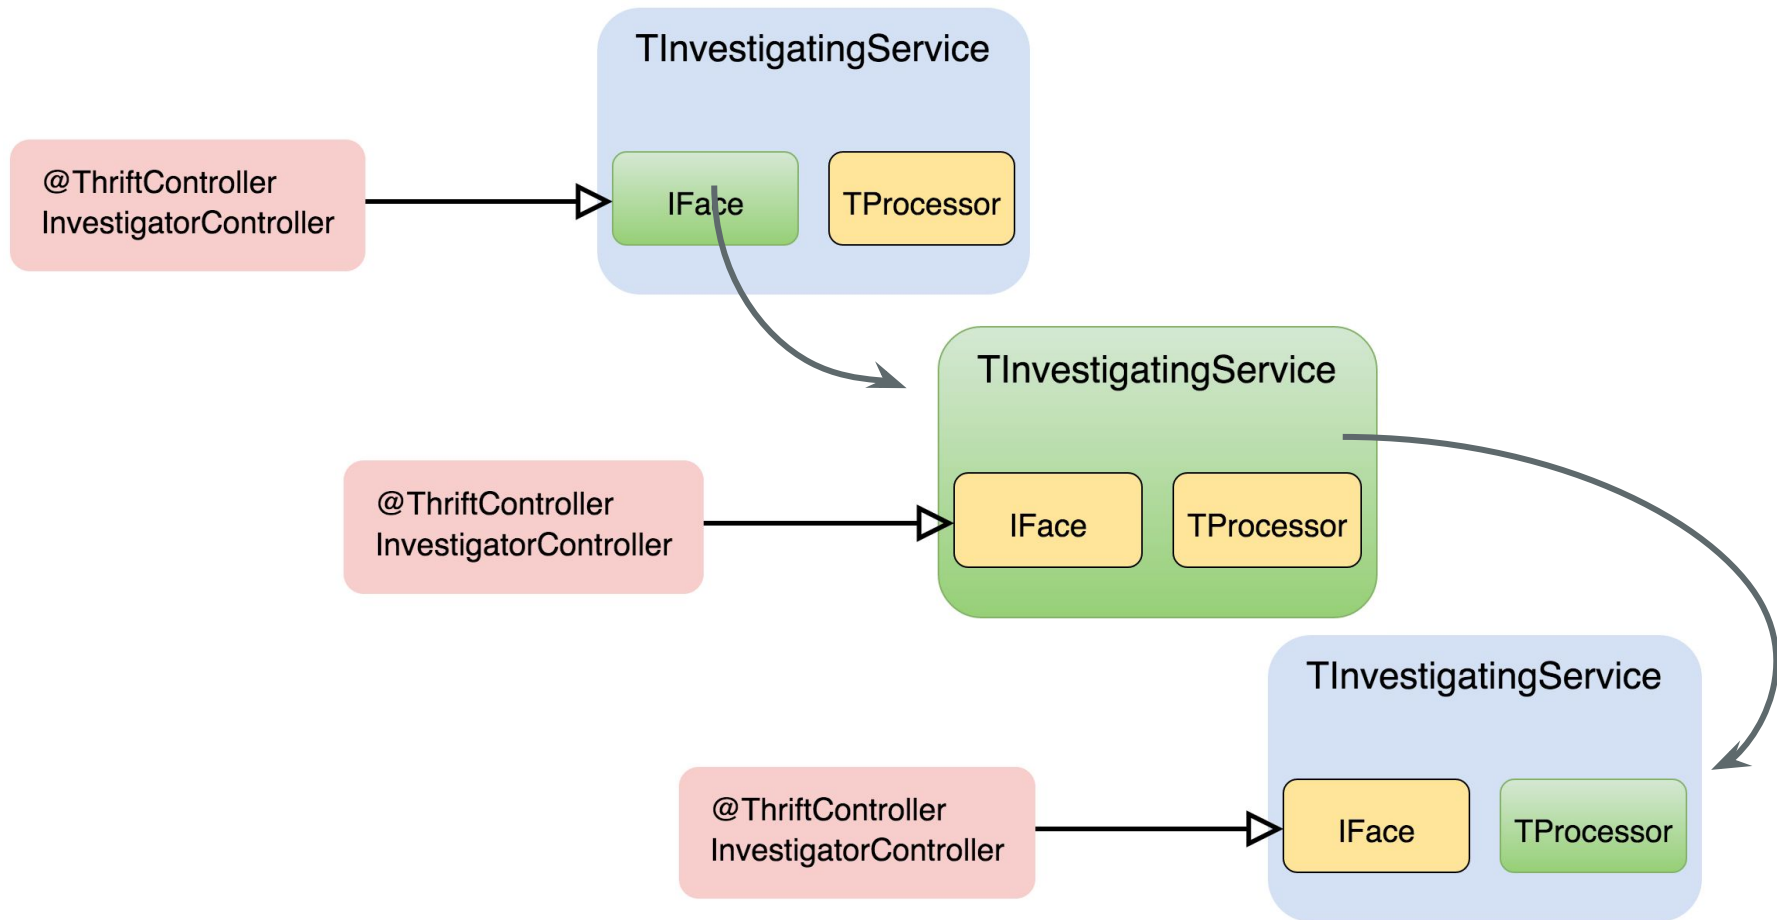 TInvestigatingService
@ThriftController
InvestigatorController
IFace
TProcessor
TInvestigatingService
@ThriftController
InvestigatorController
IFace
TProcessor
TInvestigatingService
@ThriftController
InvestigatorController
IFace
TProcessor